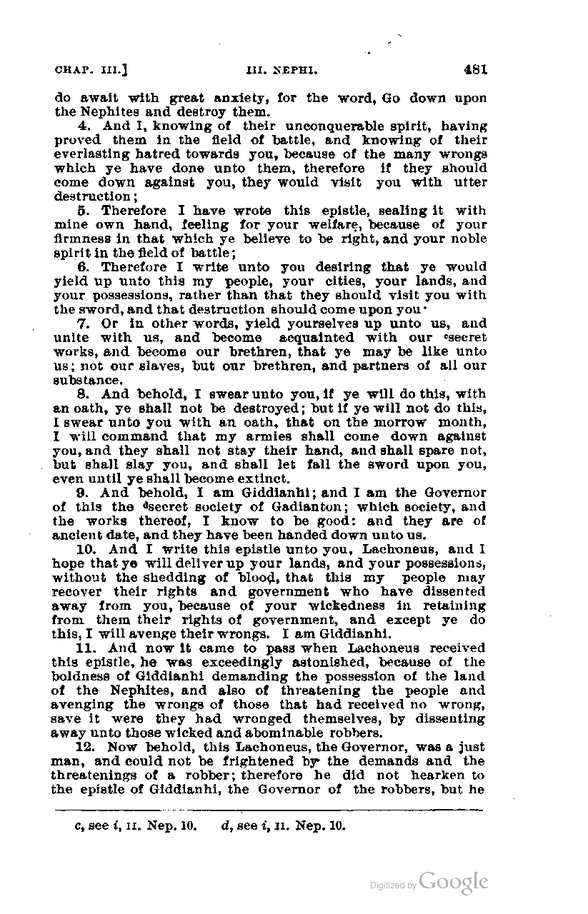 CHAP. III.] III. NEPHI. 481
do await with great anxiety, for the word, Go down upon
the Nephites and destroy them.
4. And I, knowing of their unconquerable spirit, having
proved them in the field of battle, and knowing of their
everlasting hatred towards you, because of the many wrongs
which ye have done unto them, therefore if they should
come down against you, they would visit you with utter
destruction;
5. Therefore I have wrote this epistle, sealing it with
mine own hand, feeling for your welfare, because of your
firmness in that which ye believe to be right, and your noble
spirit in the field of battle;
6. Therefore I write unto you desiring that ye would
yield up unto this my people, your cities, your lands, and
your possessions, rather than that they should visit you with
the sword, and that destruction should come upon you·
7. Or in other words, yield yourselves up unto us, and
unite with us, and become acquainted with our ᶜsecret
works, and become our brethren, that ye may be like unto
us; not our slaves, but our brethren, and partners of all our
substance.
8. And behold, I swear unto you, if ye will do this, with
an oath, ye shall not be destroyed; but if ye will not do this,
I swear unto you with an oath, that on the morrow month,
I will command that my armies shall come down against
you, and they shall not stay their hand, and shall spare not,
but shall slay you, and shall let fall the sword upon you,
even until ye shall become extinct.
9. And behold, I am Giddianhi; and I am the Governor
of this the ᵈsecret society of Gadianton; which society, and
the works thereof, I know to be good: and they are of
ancient date, and they have been handed down unto us.
10. And I write this epistle unto you, Lachoneus, and I
hope that ye will deliver up your lands, and your possessions,
without the shedding of blood, that this my people may
recover their rights and government who have dissented
away from you, because of your wickedness in retaining
from them their rights of government, and except ye do
this, I will avenge their wrongs. I am Giddianhi.
11. And now it came to pass when Lachoneus received
this epistle, he was exceedingly astonished, because of the
boldness of Giddianhi demanding the possession of the land
of the Nephites, and also of threatening the people and
avenging the wrongs of those that had received no wrong,
save it were they had wronged themselves, by dissenting
away unto those wicked and abominable robbers.
12. Now behold, this Lachoneus, the Governor, was a just
man, and could not be frightened by the demands and the
threatenings of a robber; therefore he did not hearken to
the epistle of Giddianhi, the Governor of the robbers, but he
c, see i, II. Nep. 10. d, see i, II. Nep. 10.
Digitized by Google